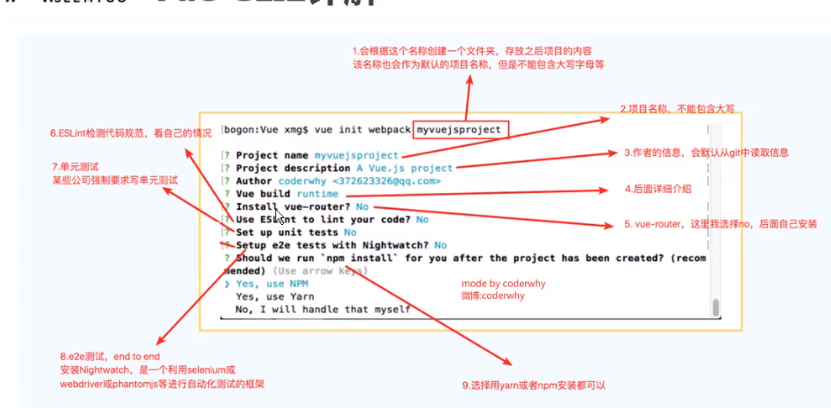 1.会根据这个名称创建一个文件夹，存放之后项目的内容
该名称也会作为默认的项目名称，但是不能包含大写字母等
2.项目名称，不能包含大写
6.ESLint检测代码规范，看自己的情况
[bogon:Vue xmg$ vue init webpack myvuejsproject
3.作者的信息，会默认从git中读取信息
7.单元测试
某些公司强制要求写单元测试
[? Project name myvuejsproject
[? Project description A Vue.js project
[? Author coderwhy <372623326@qq.com>
? Vue build runtime
4.后面详细介绍
[? Install vue-router? No
5. vue-router，这里我选择no，后面自己安装
[? Use ESLint to lint your code? No
[? Set up unit tests No
[? Setup e2e tests with Nightwatch? No
? Should we run `npm install` for you after the project has been created? (recom
mended) (Use arrow keys)
❯ Yes, use NPM
Yes, use Yarn
No, I will handle that myself
mode by coderwhy
微博:coderwhy
8.e2e测试，end to end
安装Nightwatch，是一个利用selenium或
webdriver或phantomjs等进行自动化测试的框架
9.选择用yarn或者npm安装都可以